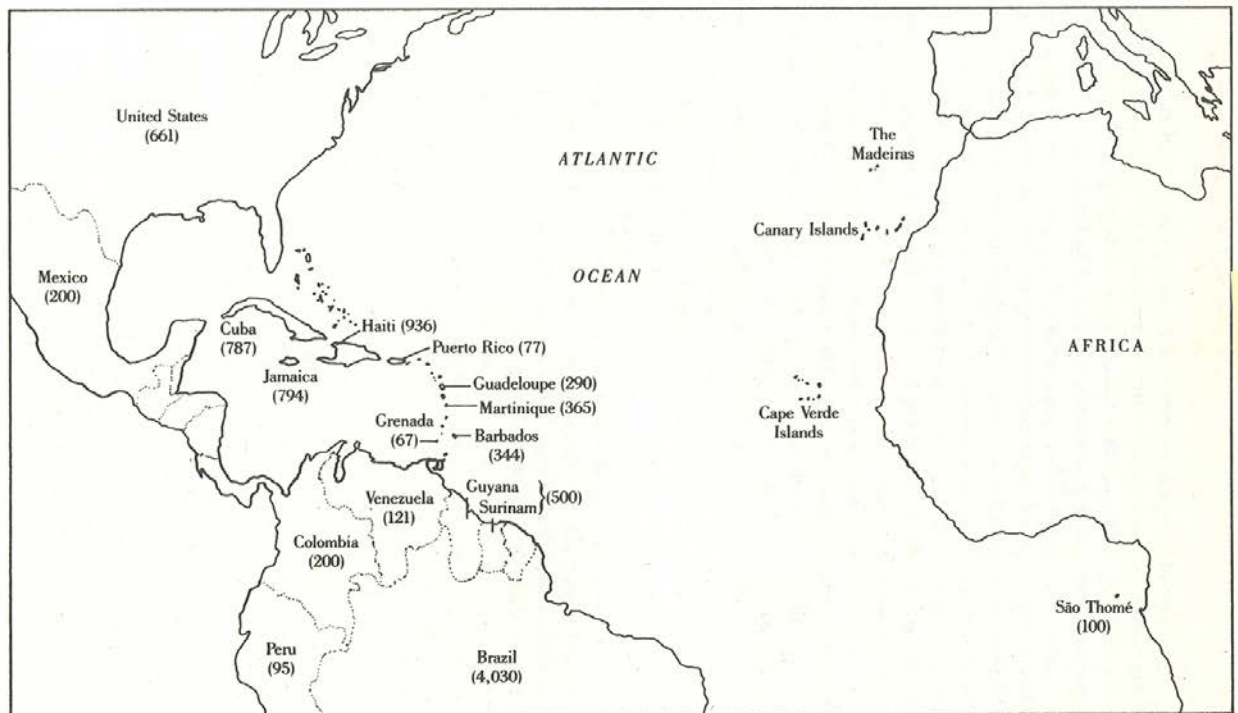 United States
(661)
ATLANTIC
The
Madeiras
Canary Islands
OCEAN
Mexico
(200)
Cuba
(787)
Haiti (936)
Puerto Rico (77)
AFRICA
Jamaica
(794)
Guadeloupe (290)
Martinique (365)
Grenada
(67)
Barbados
(344)
Cape Verde
Islands
Guyana
Surinam
}(500)
Venezuela
(121)
Colombia
(200)
São Thomé
(100)
Peru
(95)
Brazil
(4,030)